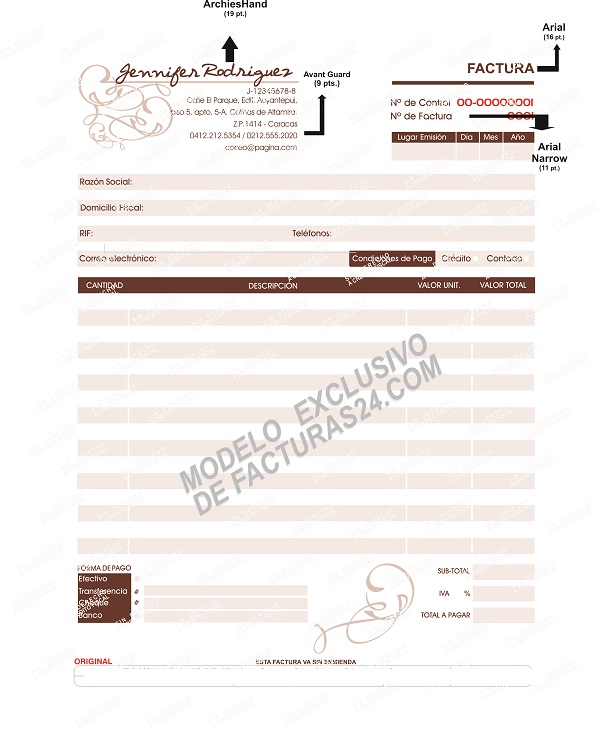 ArchiesHand
(19 pt.)
Arial
(16 pt.)
Jennifer Rodriguez
Avant Guard
(9 pts.)
FACTURA
J-12345678-8
Calle El Parque, Edif. Auyantepui,
piso 5, apto. 5-A, Colinas de Altamira.
Z.P.1414 - Caracas
0412.212.5354 / 0212.555.2020
correo@pagina.com
Nº de Control 00-00000001
Nº de Factura 0001
Lugar Emisión Día Mes Año
Arial
Narrow
(11 pt.)
Razón Social:
Domicilio Fiscal:
RIF: Teléfonos:
Correo electrónico: Condiciones de Pago Crédito Contado
CANTIDAD DESCRIPCIÓN VALOR UNIT. VALOR TOTAL
MODELO EXCLUSIVO
DE FACTURAS24.COM
FORMA DE PAGO
Efectivo
Transferencia #
Cheque #
Banco
SUB-TOTAL
IVA %
TOTAL A PAGAR
ORIGINAL ESTA FACTURA VA SIN ENMIENDA